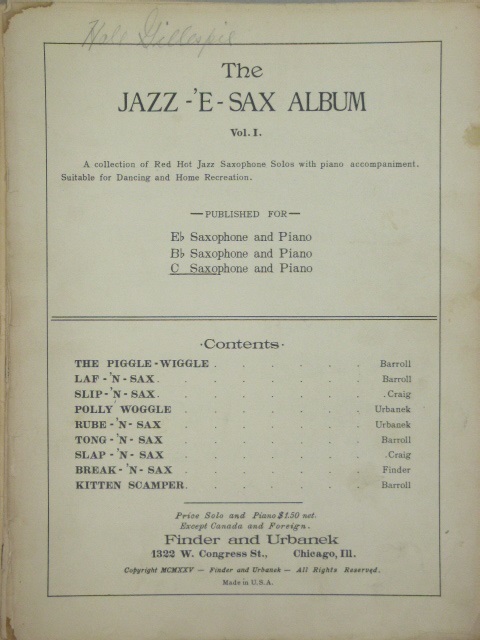 Hall Gillespie
The
JAZZ-'E-SAX ALBUM
Vol. I.
A collection of Red Hot Jazz Saxophone Solos with piano accompaniment.
Suitable for Dancing and Home Recreation.
—PUBLISHED FOR—
E♭ Saxophone and Piano
B♭ Saxophone and Piano
C Saxophone and Piano
·Contents·
THE PIGGLE-WIGGLE . . . . . . Barroll
LAF-'N-SAX . . . . . . . . Barroll
SLIP-'N-SAX . . . . . . . . Craig
POLLY WOGGLE . . . . . . . Urbanek
RUBE-'N-SAX . . . . . . . Urbanek
TONG-'N-SAX . . . . . . . Barroll
SLAP-'N-SAX . . . . . . . . Craig
BREAK-'N-SAX . . . . . . . Finder
KITTEN SCAMPER . . . . . . . Barroll
Price Solo and Piano $1.50 net.
Except Canada and Foreign.
Finder and Urbanek
1322 W. Congress St., Chicago, Ill.
Copyright MCMXXV — Finder and Urbanek — All Rights Reserved.
Made in U.S.A.